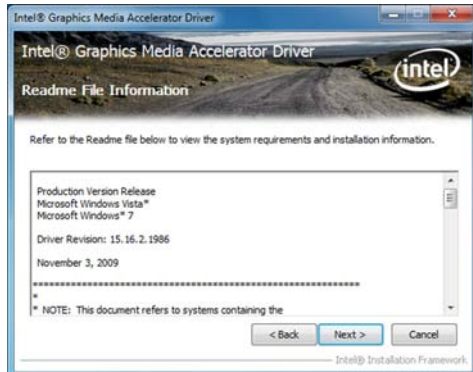 Intel® Graphics Media Accelerator Driver
Intel® Graphics Media Accelerator Driver
(intel)
Readme File Information
Refer to the Readme file below to view the system requirements and installation information.
Production Version Release
Microsoft Windows Vista*
Microsoft Windows* 7
Driver Revision: 15.16.2.1986
November 3, 2009
************************************************************
*
* NOTE: This document refers to systems containing the
< Back
Next >
Cancel
Intel® Installation Framework